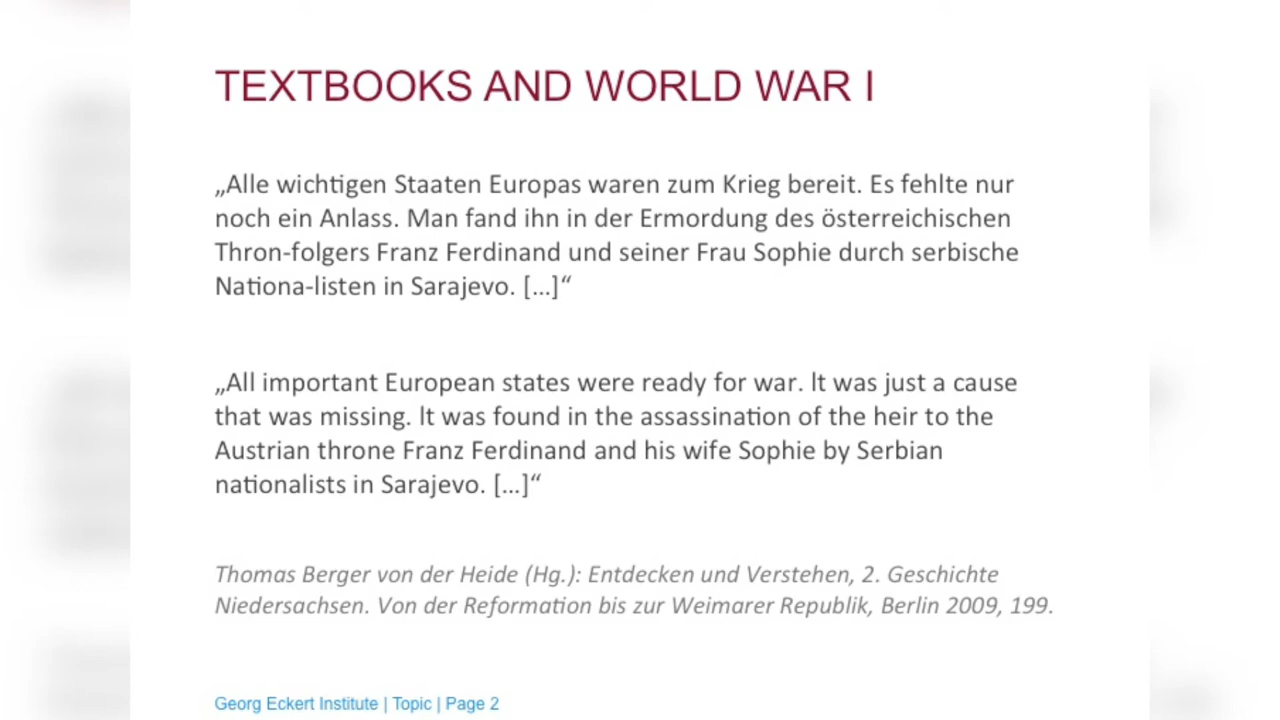 TEXTBOOKS AND WORLD WAR I
„Alle wichtigen Staaten Europas waren zum Krieg bereit. Es fehlte nur
noch ein Anlass. Man fand ihn in der Ermordung des österreichischen
Thron-folgers Franz Ferdinand und seiner Frau Sophie durch serbische
Nationa-listen in Sarajevo. […]“
„All important European states were ready for war. It was just a cause
that was missing. It was found in the assassination of the heir to the
Austrian throne Franz Ferdinand and his wife Sophie by Serbian
nationalists in Sarajevo. […]“
Thomas Berger von der Heide (Hg.): Entdecken und Verstehen, 2. Geschichte
Niedersachsen. Von der Reformation bis zur Weimarer Republik, Berlin 2009, 199.
Georg Eckert Institute | Topic | Page 2